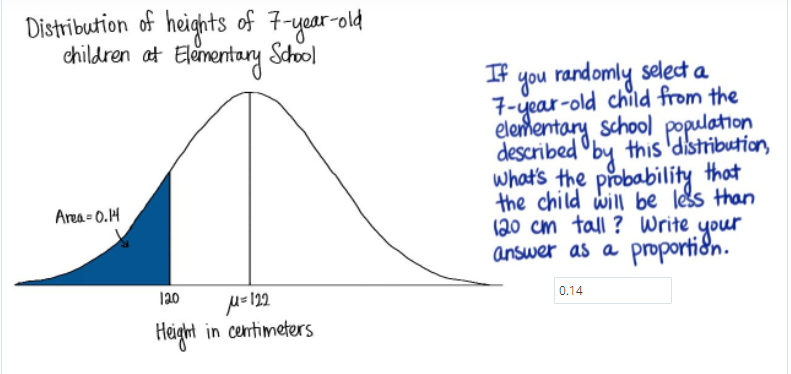 Distribution of heights of 7-year-old
children at Elementary School
Area=0.14
120
μ=122
Height in centimeters
If you randomly select a
7-year-old child from the
elementary school population
described by this distribution,
what's the probability that
the child will be less than
120 cm tall? Write your
answer as a proportion.
0.14